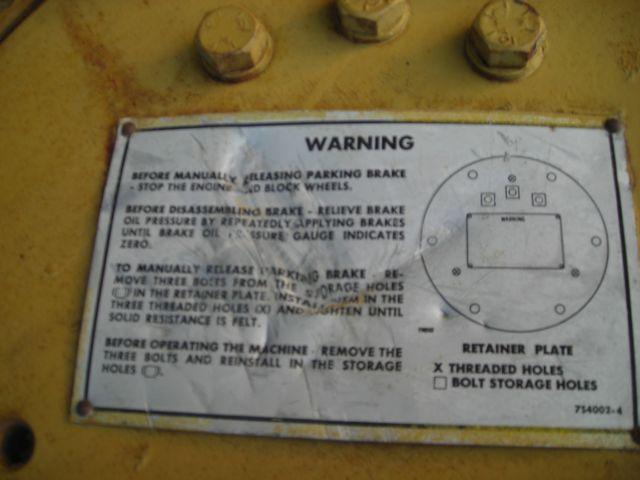 WARNING
BEFORE MANUALLY RELEASING PARKING BRAKE
- STOP THE ENGINE AND BLOCK WHEELS.
BEFORE DISASSEMBLING BRAKE - RELIEVE BRAKE
OIL PRESSURE BY REPEATEDLY APPLYING BRAKES
UNTIL BRAKE OIL PRESSURE GAUGE INDICATES
ZERO.
TO MANUALLY RELEASE PARKING BRAKE - RE-
MOVE THREE BOLTS FROM THE STORAGE HOLES
(▢) IN THE RETAINER PLATE. INSTALL THEM IN THE
THREE THREADED HOLES (X) AND TIGHTEN UNTIL
SOLID RESISTANCE IS FELT.
BEFORE OPERATING THE MACHINE - REMOVE THE
THREE BOLTS AND REINSTALL IN THE STORAGE
HOLES (▢).
WARNING
RETAINER PLATE
X THREADED HOLES
▢ BOLT STORAGE HOLES
7S4002-4